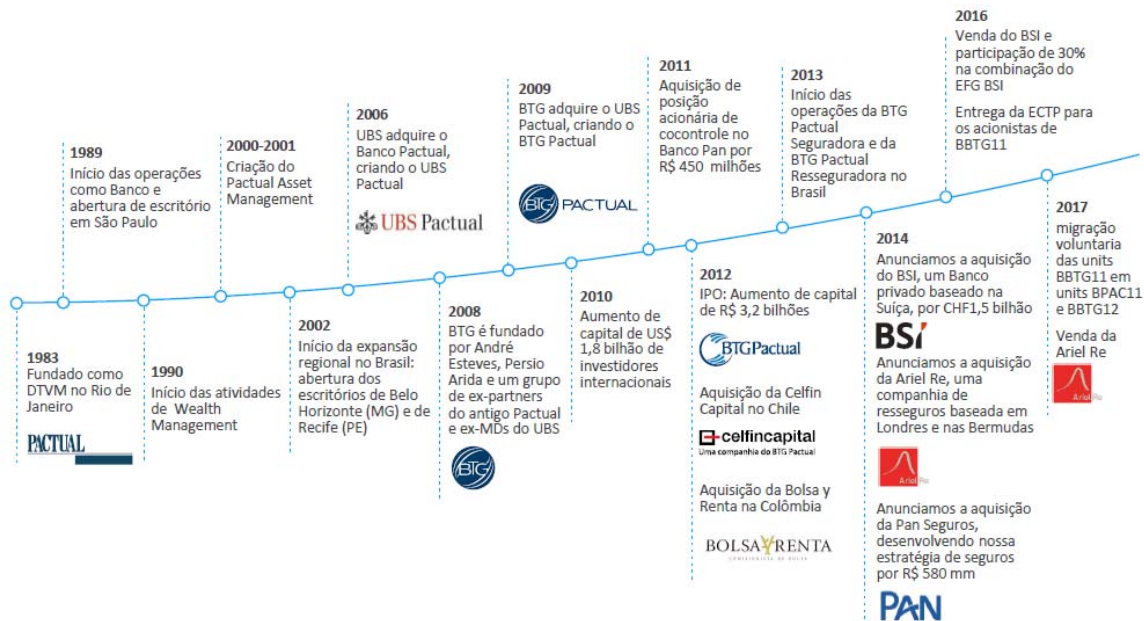 1983
Fundado como
DTVM no Rio de
Janeiro
PACTUAL
1989
Início das operações
como Banco e
abertura de escritório
em São Paulo
1990
Início das atividades
de Wealth
Management
2000-2001
Criação do
Pactual Asset
Management
2002
Início da expansão
regional no Brasil:
abertura dos
escritórios de Belo
Horizonte (MG) e de
Recife (PE)
2006
UBS adquire o
Banco Pactual,
criando o UBS
Pactual
UBS Pactual
2008
BTG é fundado
por André
Esteves, Persio
Arida e um grupo
de ex-partners
do antigo Pactual
e ex-MDs do UBS
BTG
2009
BTG adquire o UBS
Pactual, criando o
BTG Pactual
BTG PACTUAL
2010
Aumento de
capital de US$
1,8 bilhão de
investidores
internacionais
2011
Aquisição de
posição
acionária de
cocontrole no
Banco Pan por
R$ 450 milhões
2012
IPO: Aumento de capital
de R$ 3,2 bilhões
BTGPactual
Aquisição da Celfin
Capital no Chile
celfincapital
Uma companhia do BTG Pactual
Aquisição da Bolsa y
Renta na Colômbia
BOLSA Y RENTA
COMISIONISTA DE BOLSA
2013
Início das
operações da BTG
Pactual
Seguradora e da
BTG Pactual
Resseguradora no
Brasil
2014
Anunciamos a aquisição
do BSI, um Banco
privado baseado na
Suíça, por CHF1,5 bilhão
BSI
Anunciamos a aquisição
da Ariel Re, uma
companhia de
resseguros baseada em
Londres e nas Bermudas
Ariel Re
Anunciamos a aquisição
da Pan Seguros,
desenvolvendo nossa
estratégia de seguros
por R$ 580 mm
PAN
2016
Venda do BSI e
participação de 30%
na combinação do
EFG BSI
Entrega da ECTP para
os acionistas de
BBTG11
2017
migração
voluntaria
das units
BBTG11 em
units BPAC11
e BBTG12
Venda da
Ariel Re
Ariel Re